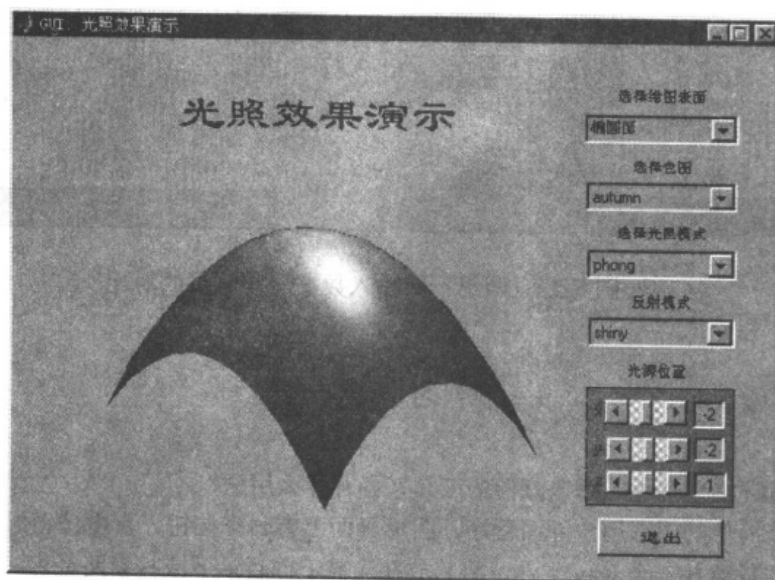 GUI: 光照效果演示
光照效果演示
选择绘图表面
椭圆面
选择色图
autumn
选择光照模式
phong
反射模式
shiny
光源位置
-2
-2
1
退出